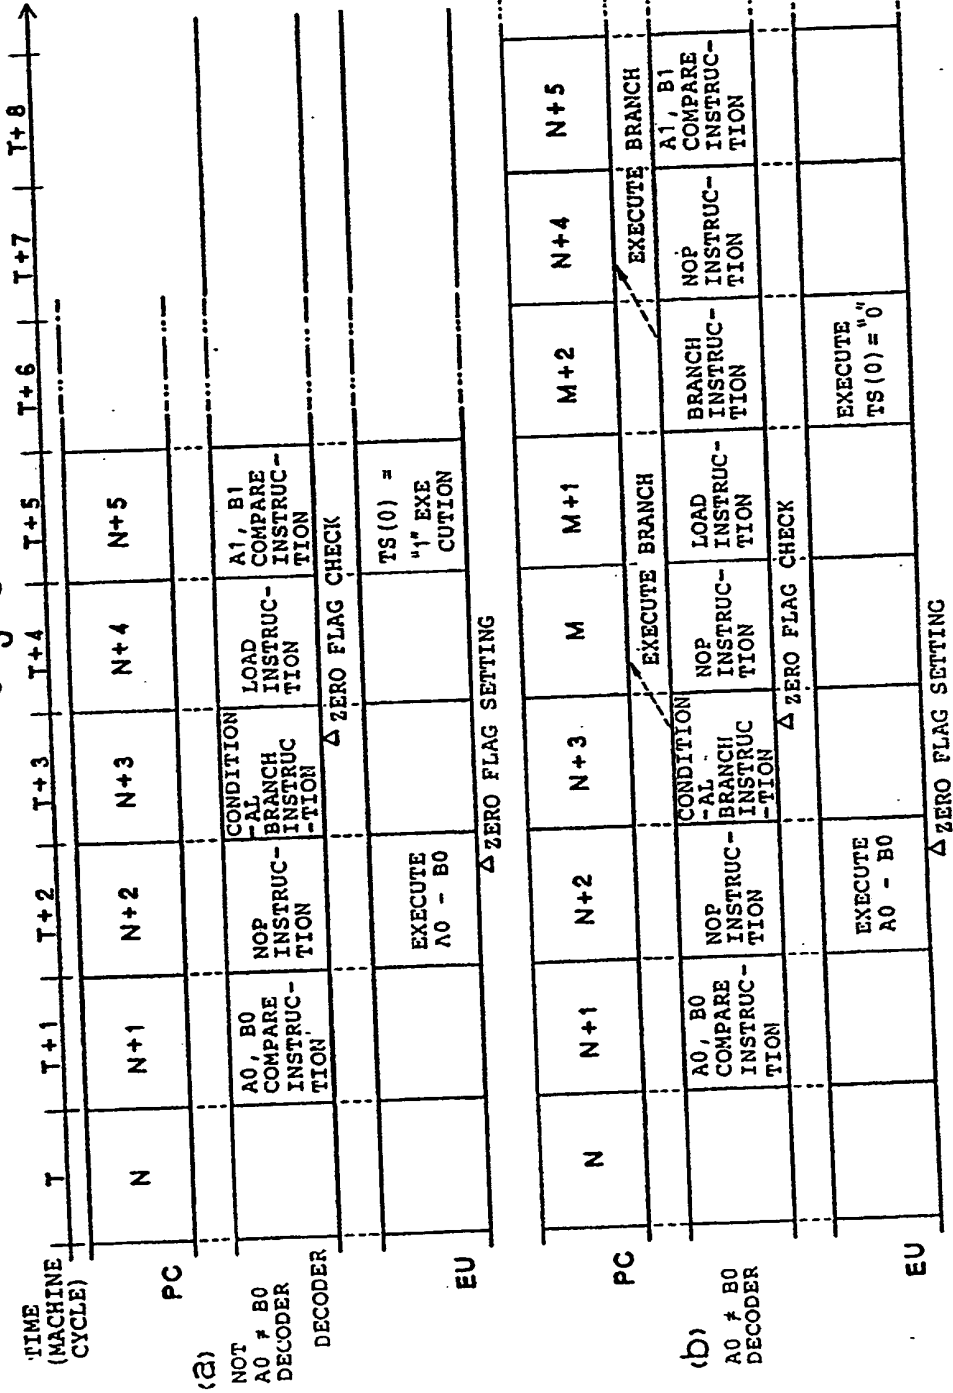 TIME
(MACHINE
CYCLE)
T
T+1
T+2
T+3
T+4
T+5
T+6
T+7
T+8
(a)
PC
N
N+1
N+2
N+3
N+4
N+5
NOT
A0 ≠ B0
DECODER
DECODER
A0, B0
COMPARE
INSTRUC-
TION
NOP
INSTRUC-
TION
CONDITION
-AL
BRANCH
INSTRUC
-TION
LOAD
INSTRUC-
TION
A1, B1
COMPARE
INSTRUC-
TION
Δ ZERO FLAG CHECK
EU
EXECUTE
A0 - B0
TS(0) =
"1" EXE
CUTION
Δ ZERO FLAG SETTING
(b)
PC
N
N+1
N+2
N+3
M
M+1
M+2
N+4
N+5
EXECUTE BRANCH
EXECUTE BRANCH
A0 ≠ B0
DECODER
A0, B0
COMPARE
INSTRUC-
TION
NOP
INSTRUC-
TION
CONDITION
-AL
BRANCH
INSTRUC
-TION
NOP
INSTRUC-
TION
LOAD
INSTRUC-
TION
BRANCH
INSTRUC-
TION
NOP
INSTRUC-
TION
A1, B1
COMPARE
INSTRUC-
TION
Δ ZERO FLAG CHECK
EU
EXECUTE
A0 - B0
EXECUTE
TS(0) = "0"
Δ ZERO FLAG SETTING